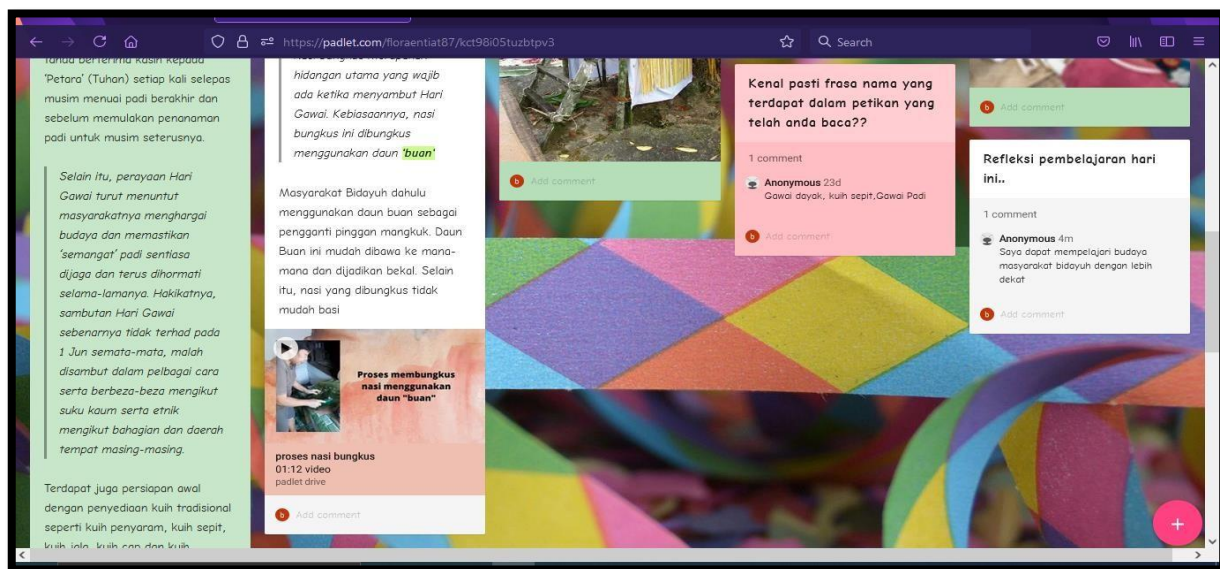 https://padlet.com/floraentiat87/kct98i05tuzbtpv3
Search
'Petara' (Tuhan) setiap kali selepas
musim menuai padi berakhir dan
sebelum memulakan penanaman
padi untuk musim seterusnya.
Selain itu, perayaan Hari
Gawai turut menuntut
masyarakatnya menghargai
budaya dan memastikan
'semangat' padi sentiasa
dijaga dan terus dihormati
selama-lamanya. Hakikatnya,
sambutan Hari Gawai
sebenarnya tidak terhad pada
1 Jun semata-mata, malah
disambut dalam pelbagai cara
serta berbeza-beza mengikut
suku kaum serta etnik
mengikut bahagian dan daerah
tempat masing-masing.
Terdapat juga persiapan awal
dengan penyediaan kuih tradisional
seperti kuih penyaram, kuih sepit,
kuih jala, kuih cap dan kuih
hidangan utama yang wajib
ada ketika menyambut Hari
Gawai. Kebiasaannya, nasi
bungkus ini dibungkus
menggunakan daun 'buan'
Masyarakat Bidayuh dahulu
menggunakan daun buan sebagai
pengganti pinggan mangkuk. Daun
Buan ini mudah dibawa ke mana-
mana dan dijadikan bekal. Selain
itu, nasi yang dibungkus tidak
mudah basi
Proses membungkus
nasi menggunakan
daun "buan"
proses nasi bungkus
01:12 video
padlet drive
b Add comment
b Add comment
Kenal pasti frasa nama yang
terdapat dalam petikan yang
telah anda baca??
1 comment
Anonymous 23d
Gawai dayak, kuih sepit,Gawai Padi
b Add comment
b Add comment
Refleksi pembelajaran hari
ini..
1 comment
Anonymous 4m
Saya dapat mempelajari budaya
masyarakat bidayuh dengan lebih
dekat
b Add comment